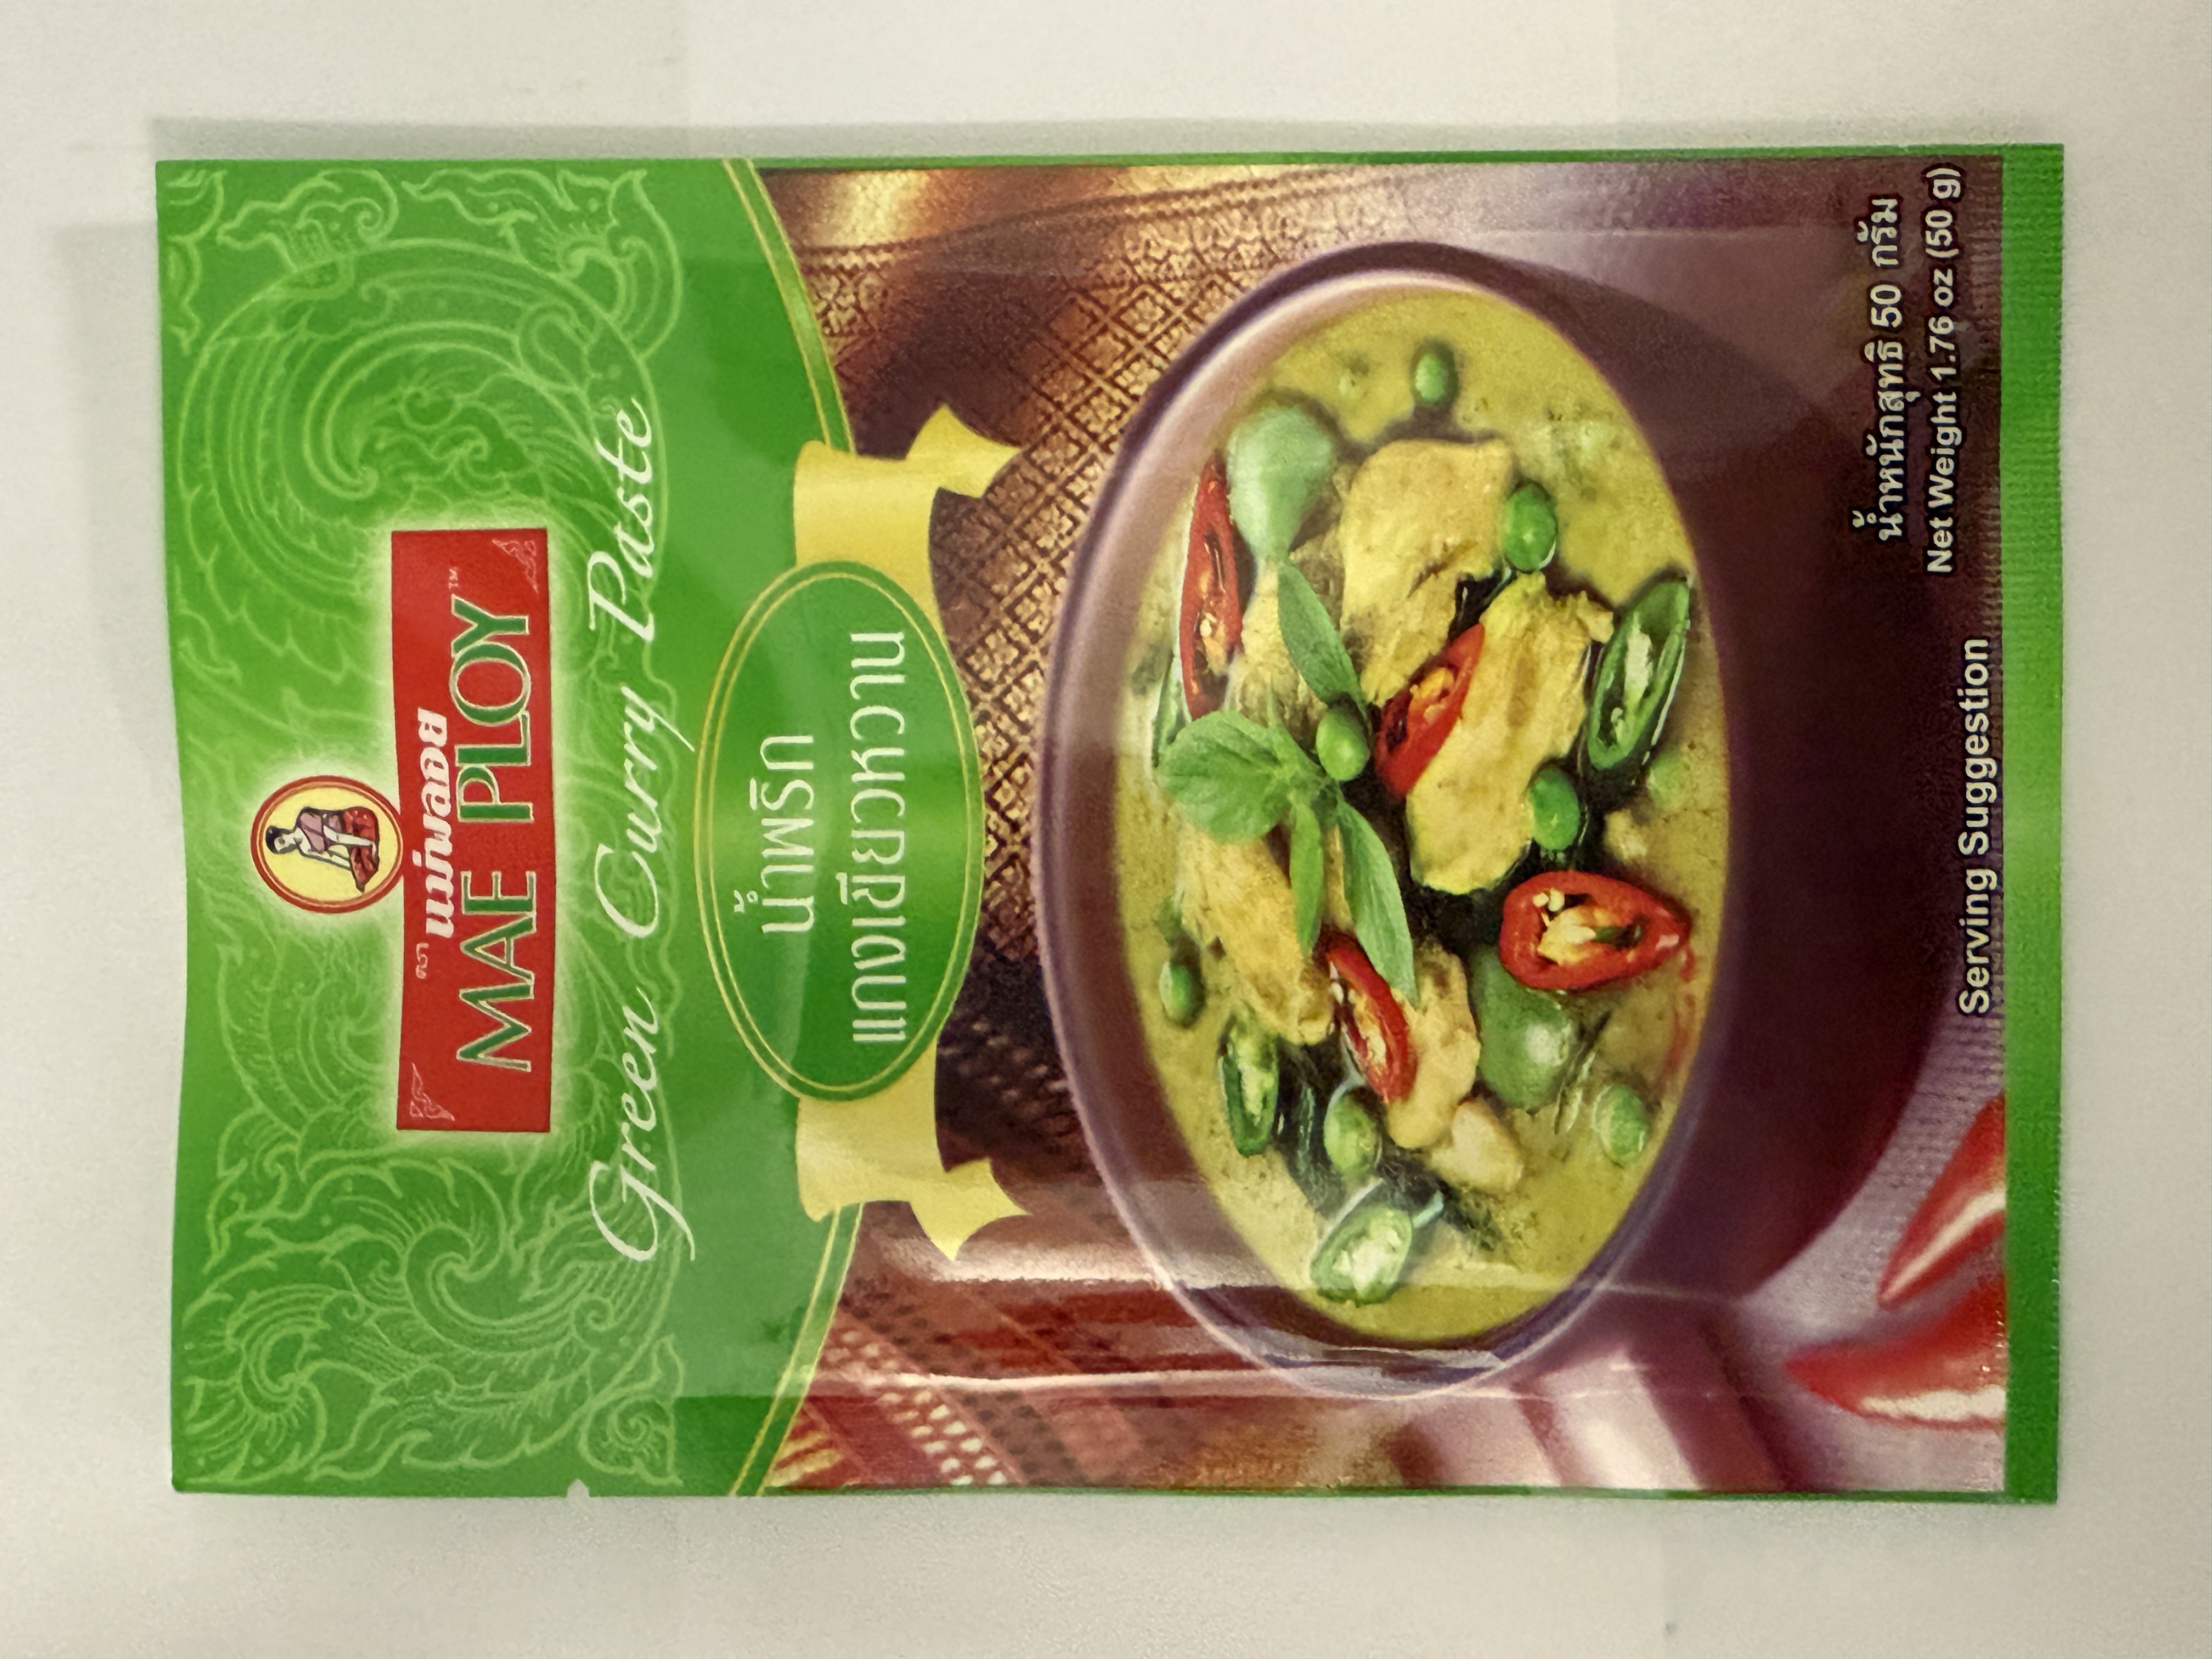 ตรา แม่พลอย
MAE PLOY™
Green Curry Paste
น้ำพริก
แกงเขียวหวาน
น้ำหนักสุทธิ 50 กรัม
Net Weight 1.76 oz (50 g)
Serving Suggestion